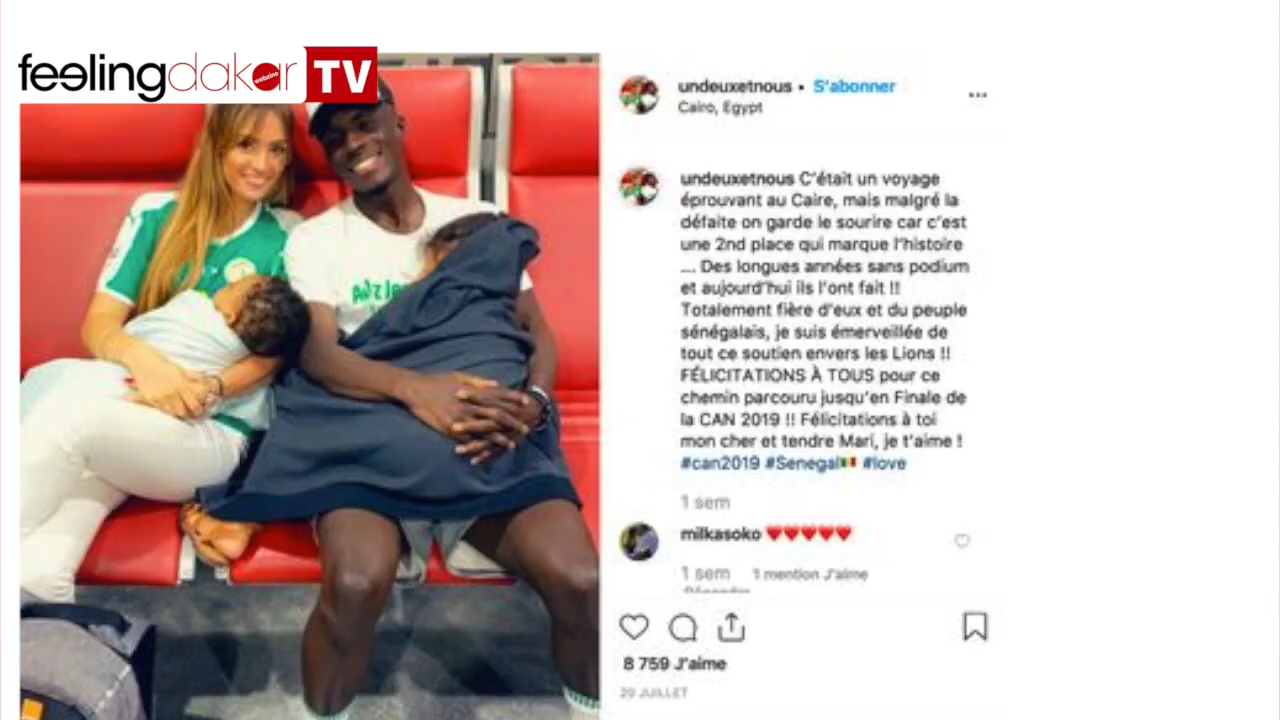 feelingdakar TV
webzine
undeuxetnous • S'abonner
Cairo, Egypt
undeuxetnous C'était un voyage
éprouvant au Caire, mais malgré la
défaite on garde le sourire car c'est
une 2nd place qui marque l'histoire
.... Des longues années sans podium
et aujourd'hui ils l'ont fait !!
Totalement fière d'eux et du peuple
sénégalais, je suis émerveillée de
tout ce soutien envers les Lions !!
FÉLICITATIONS À TOUS pour ce
chemin parcouru jusqu'en Finale de
la CAN 2019 !! Félicitations à toi
mon cher et tendre Mari, je t'aime !
#can2019 #Senegal🇸🇳 #love
1 sem
milkasoko ❤️❤️❤️❤️❤️
1 sem 1 mention J'aime
8 759 J'aime
20 JUILLET